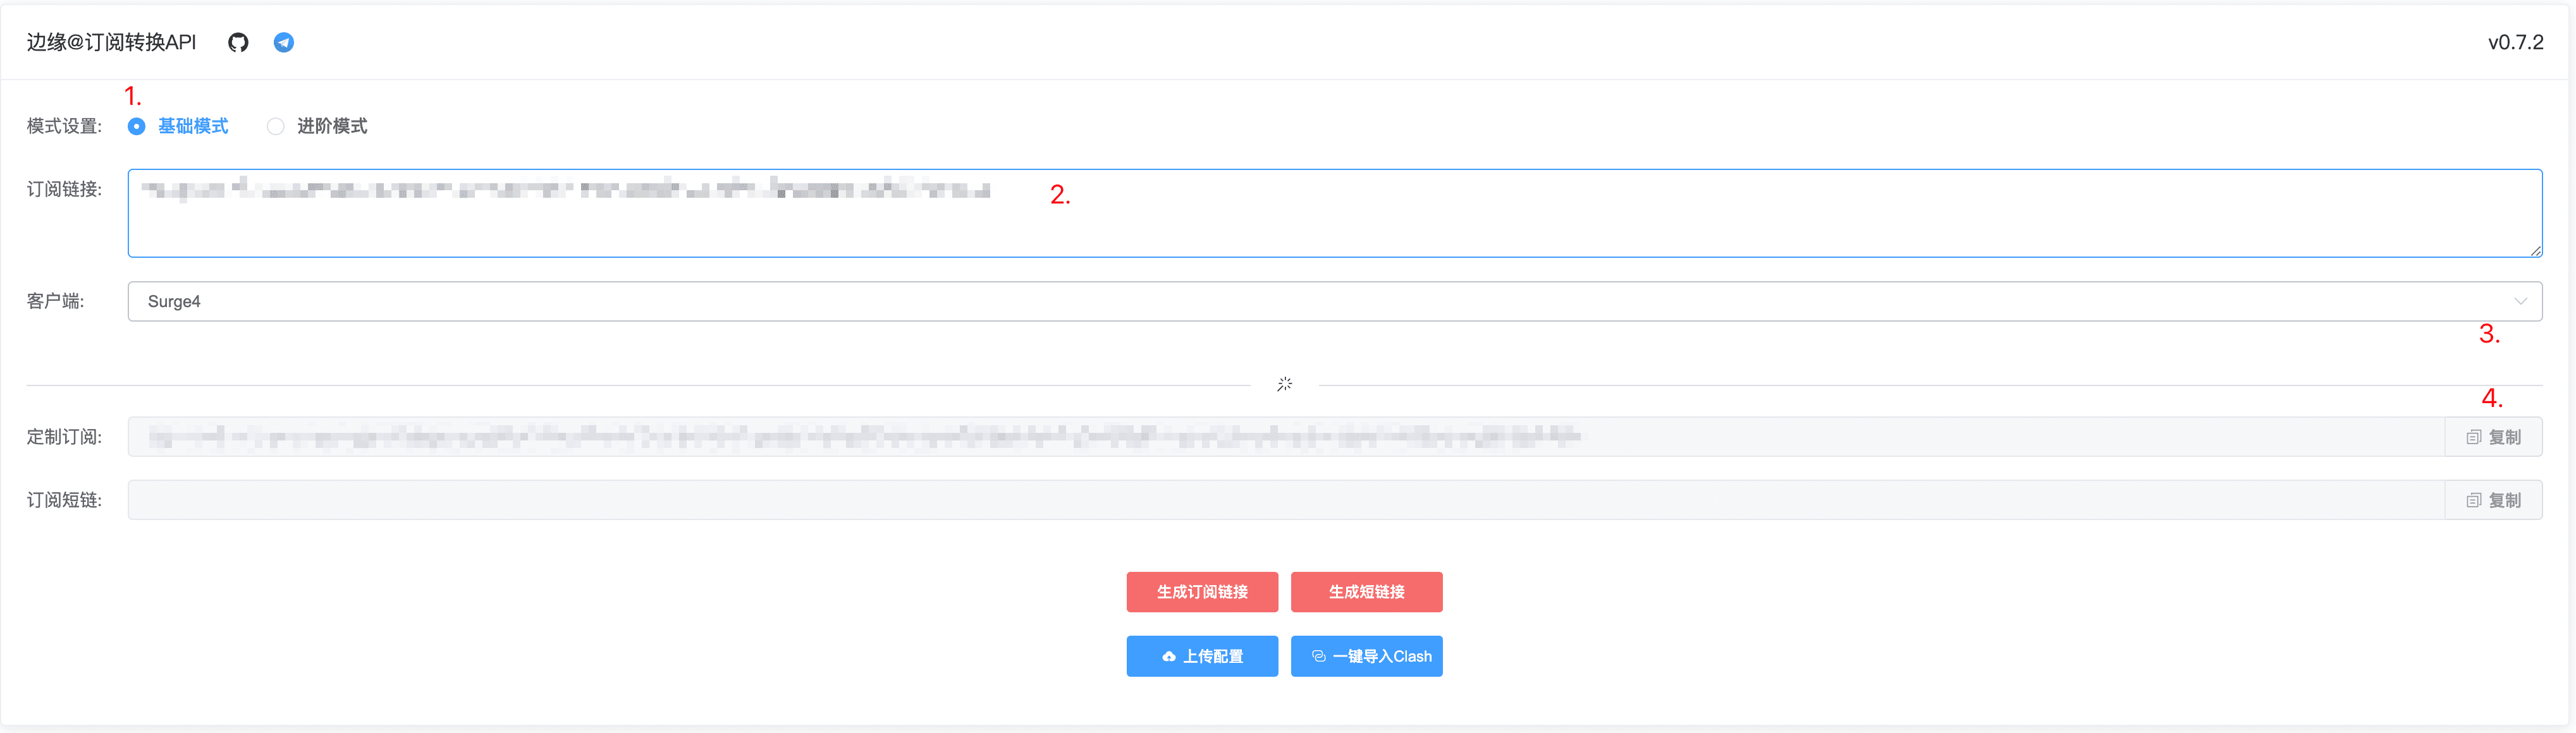 边缘@订阅转换API
v0.7.2
1.
模式设置: 基础模式 进阶模式
订阅链接: 2.
客户端: Surge4
3.
4.
定制订阅: 复制
订阅短链: 复制
生成订阅链接 生成短链接
上传配置 一键导入Clash